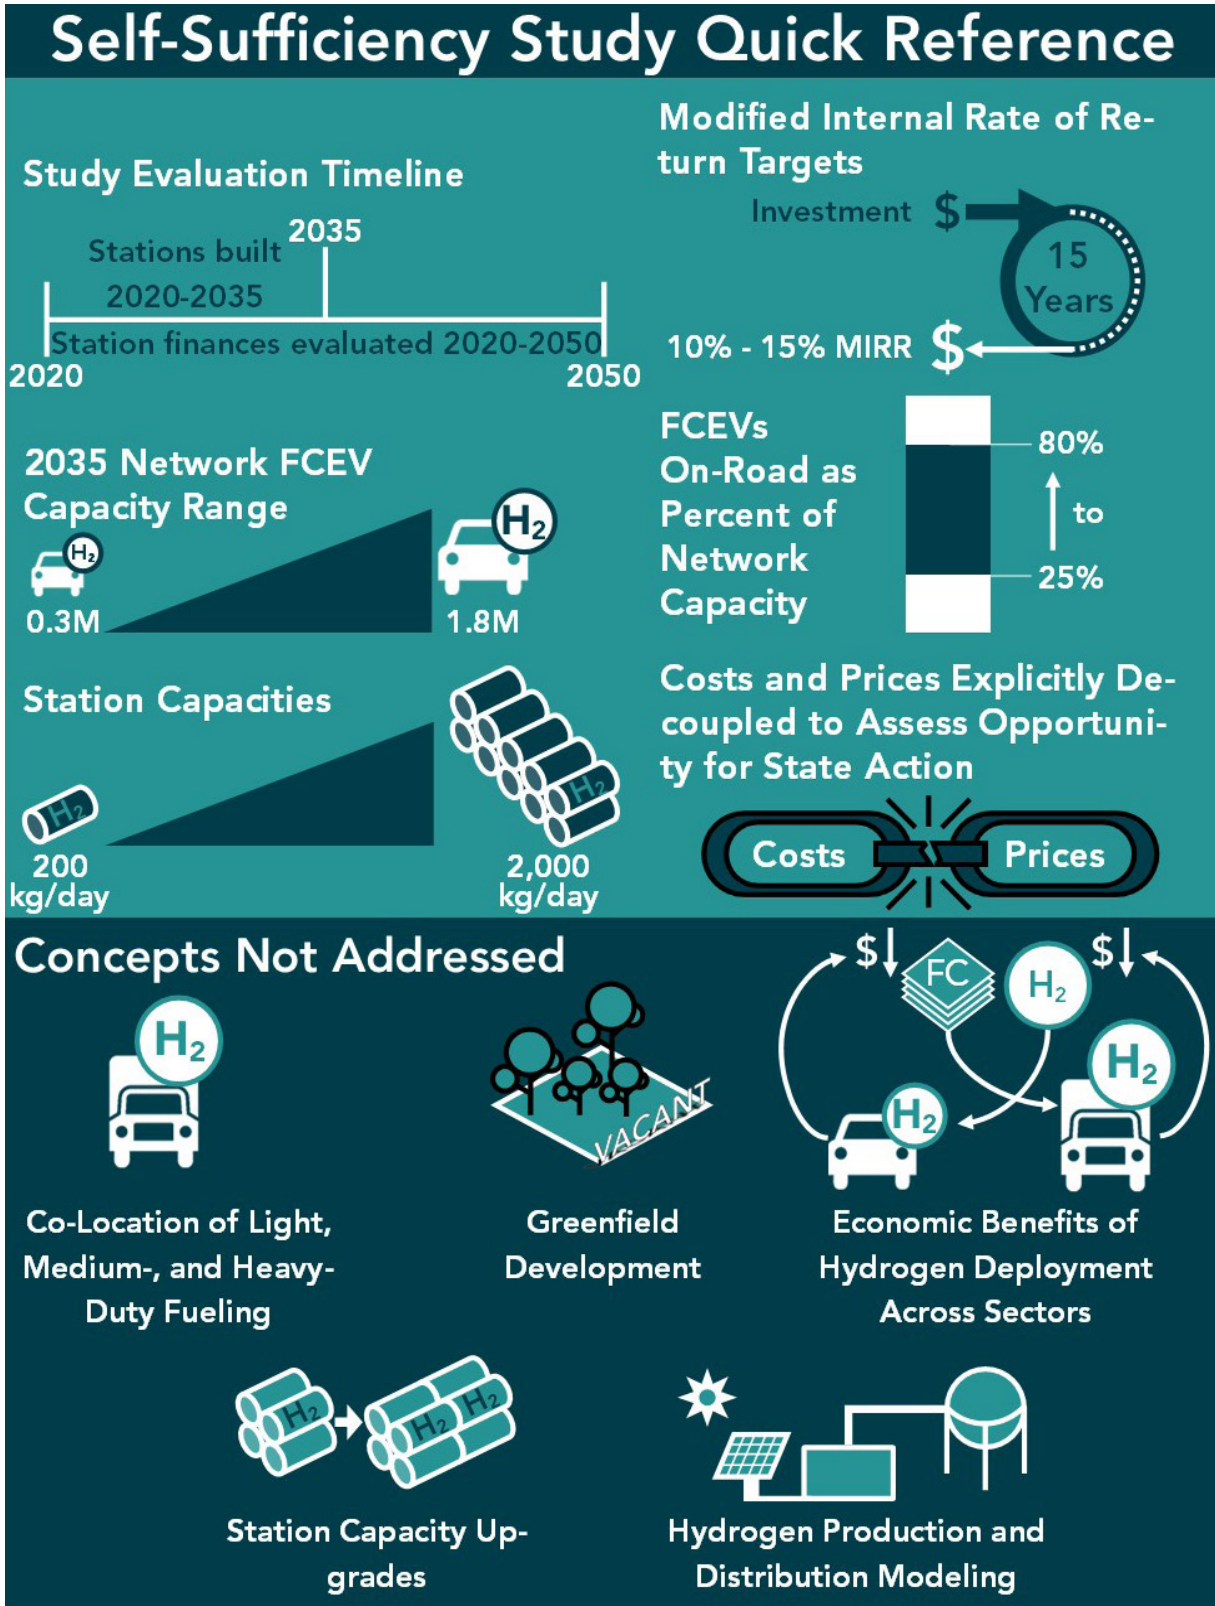 Self-Sufficiency Study Quick Reference
Study Evaluation Timeline
2035
Stations built
2020-2035
Station finances evaluated 2020-2050
2020
2050
Modified Internal Rate of Re-
turn Targets
Investment $
15
Years
10% - 15% MIRR $
2035 Network FCEV
Capacity Range
H2
H2
0.3M
1.8M
FCEVs
On-Road as
Percent of
Network
Capacity
80%
to
25%
Station Capacities
H2
H2
200
kg/day
2,000
kg/day
Costs and Prices Explicitly De-
coupled to Assess Opportuni-
ty for State Action
Costs
Prices
Concepts Not Addressed
H2
Co-Location of Light,
Medium-, and Heavy-
Duty Fueling
VACANT
Greenfield
Development
$
FC
H2
$
H2
H2
Economic Benefits of
Hydrogen Deployment
Across Sectors
H2
H2 H2
Station Capacity Up-
grades
Hydrogen Production and
Distribution Modeling